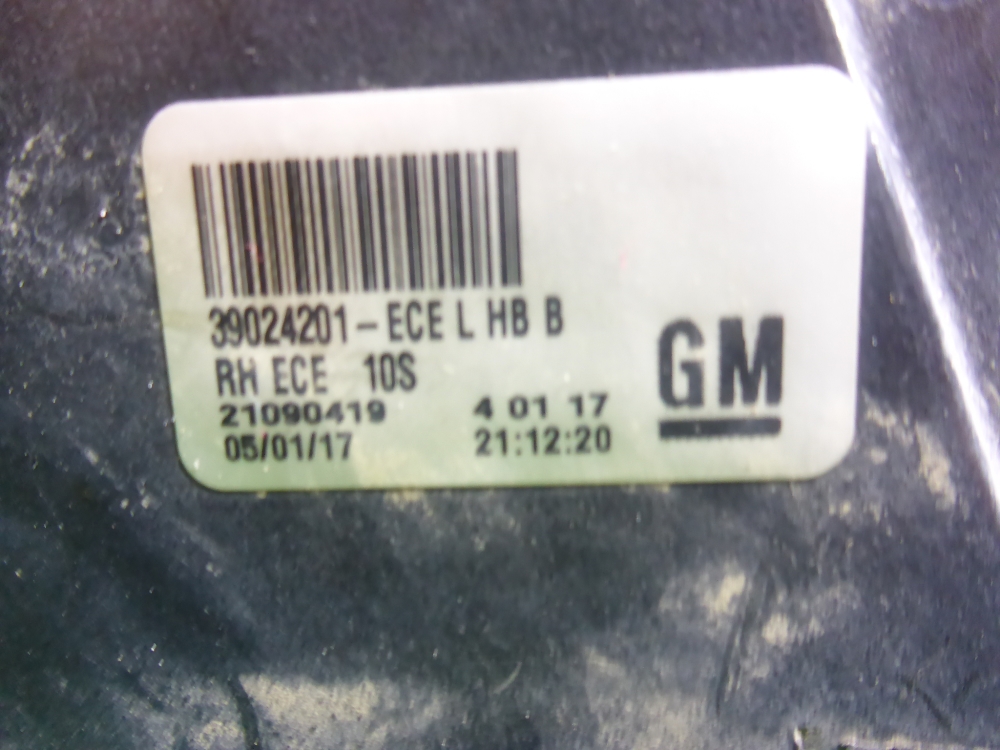 39024201-ECE L HB B
RH ECE 10S
21090419 4 01 17
05/01/17 21:12:20
GM